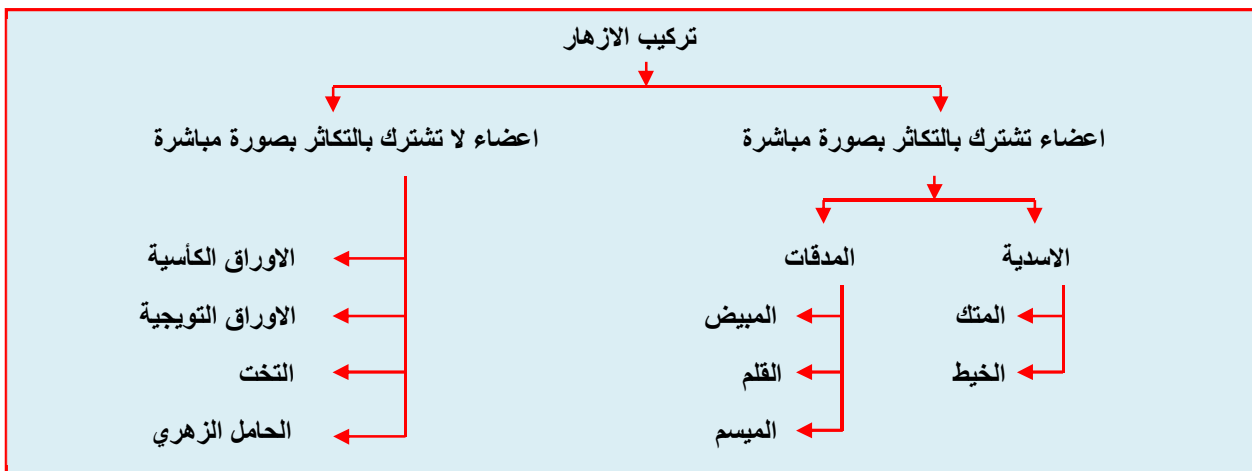 تركيب الازهار
اعضاء تشترك بالتكاثر بصورة مباشرة
اعضاء لا تشترك بالتكاثر بصورة مباشرة
الاسدية
المدقات
الاوراق الكأسية
المتك
المبيض
الاوراق التويجية
الخيط
القلم
التخت
الميسم
الحامل الزهري